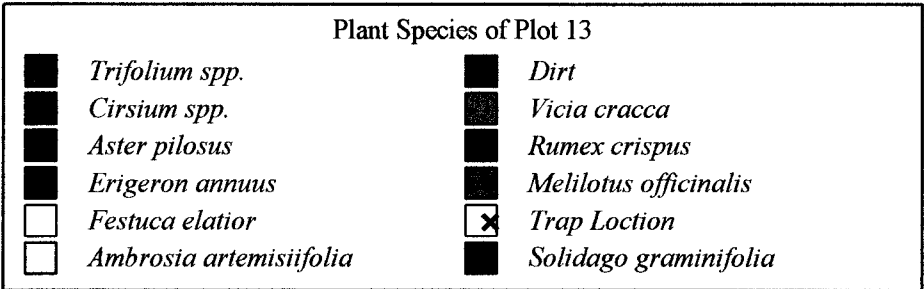 Plant Species of Plot 13
Trifolium spp.
Cirsium spp.
Aster pilosus
Erigeron annuus
Festuca elatior
Ambrosia artemisiifolia
Dirt
Vicia cracca
Rumex crispus
Melilotus officinalis
Trap Loction
Solidago graminifolia